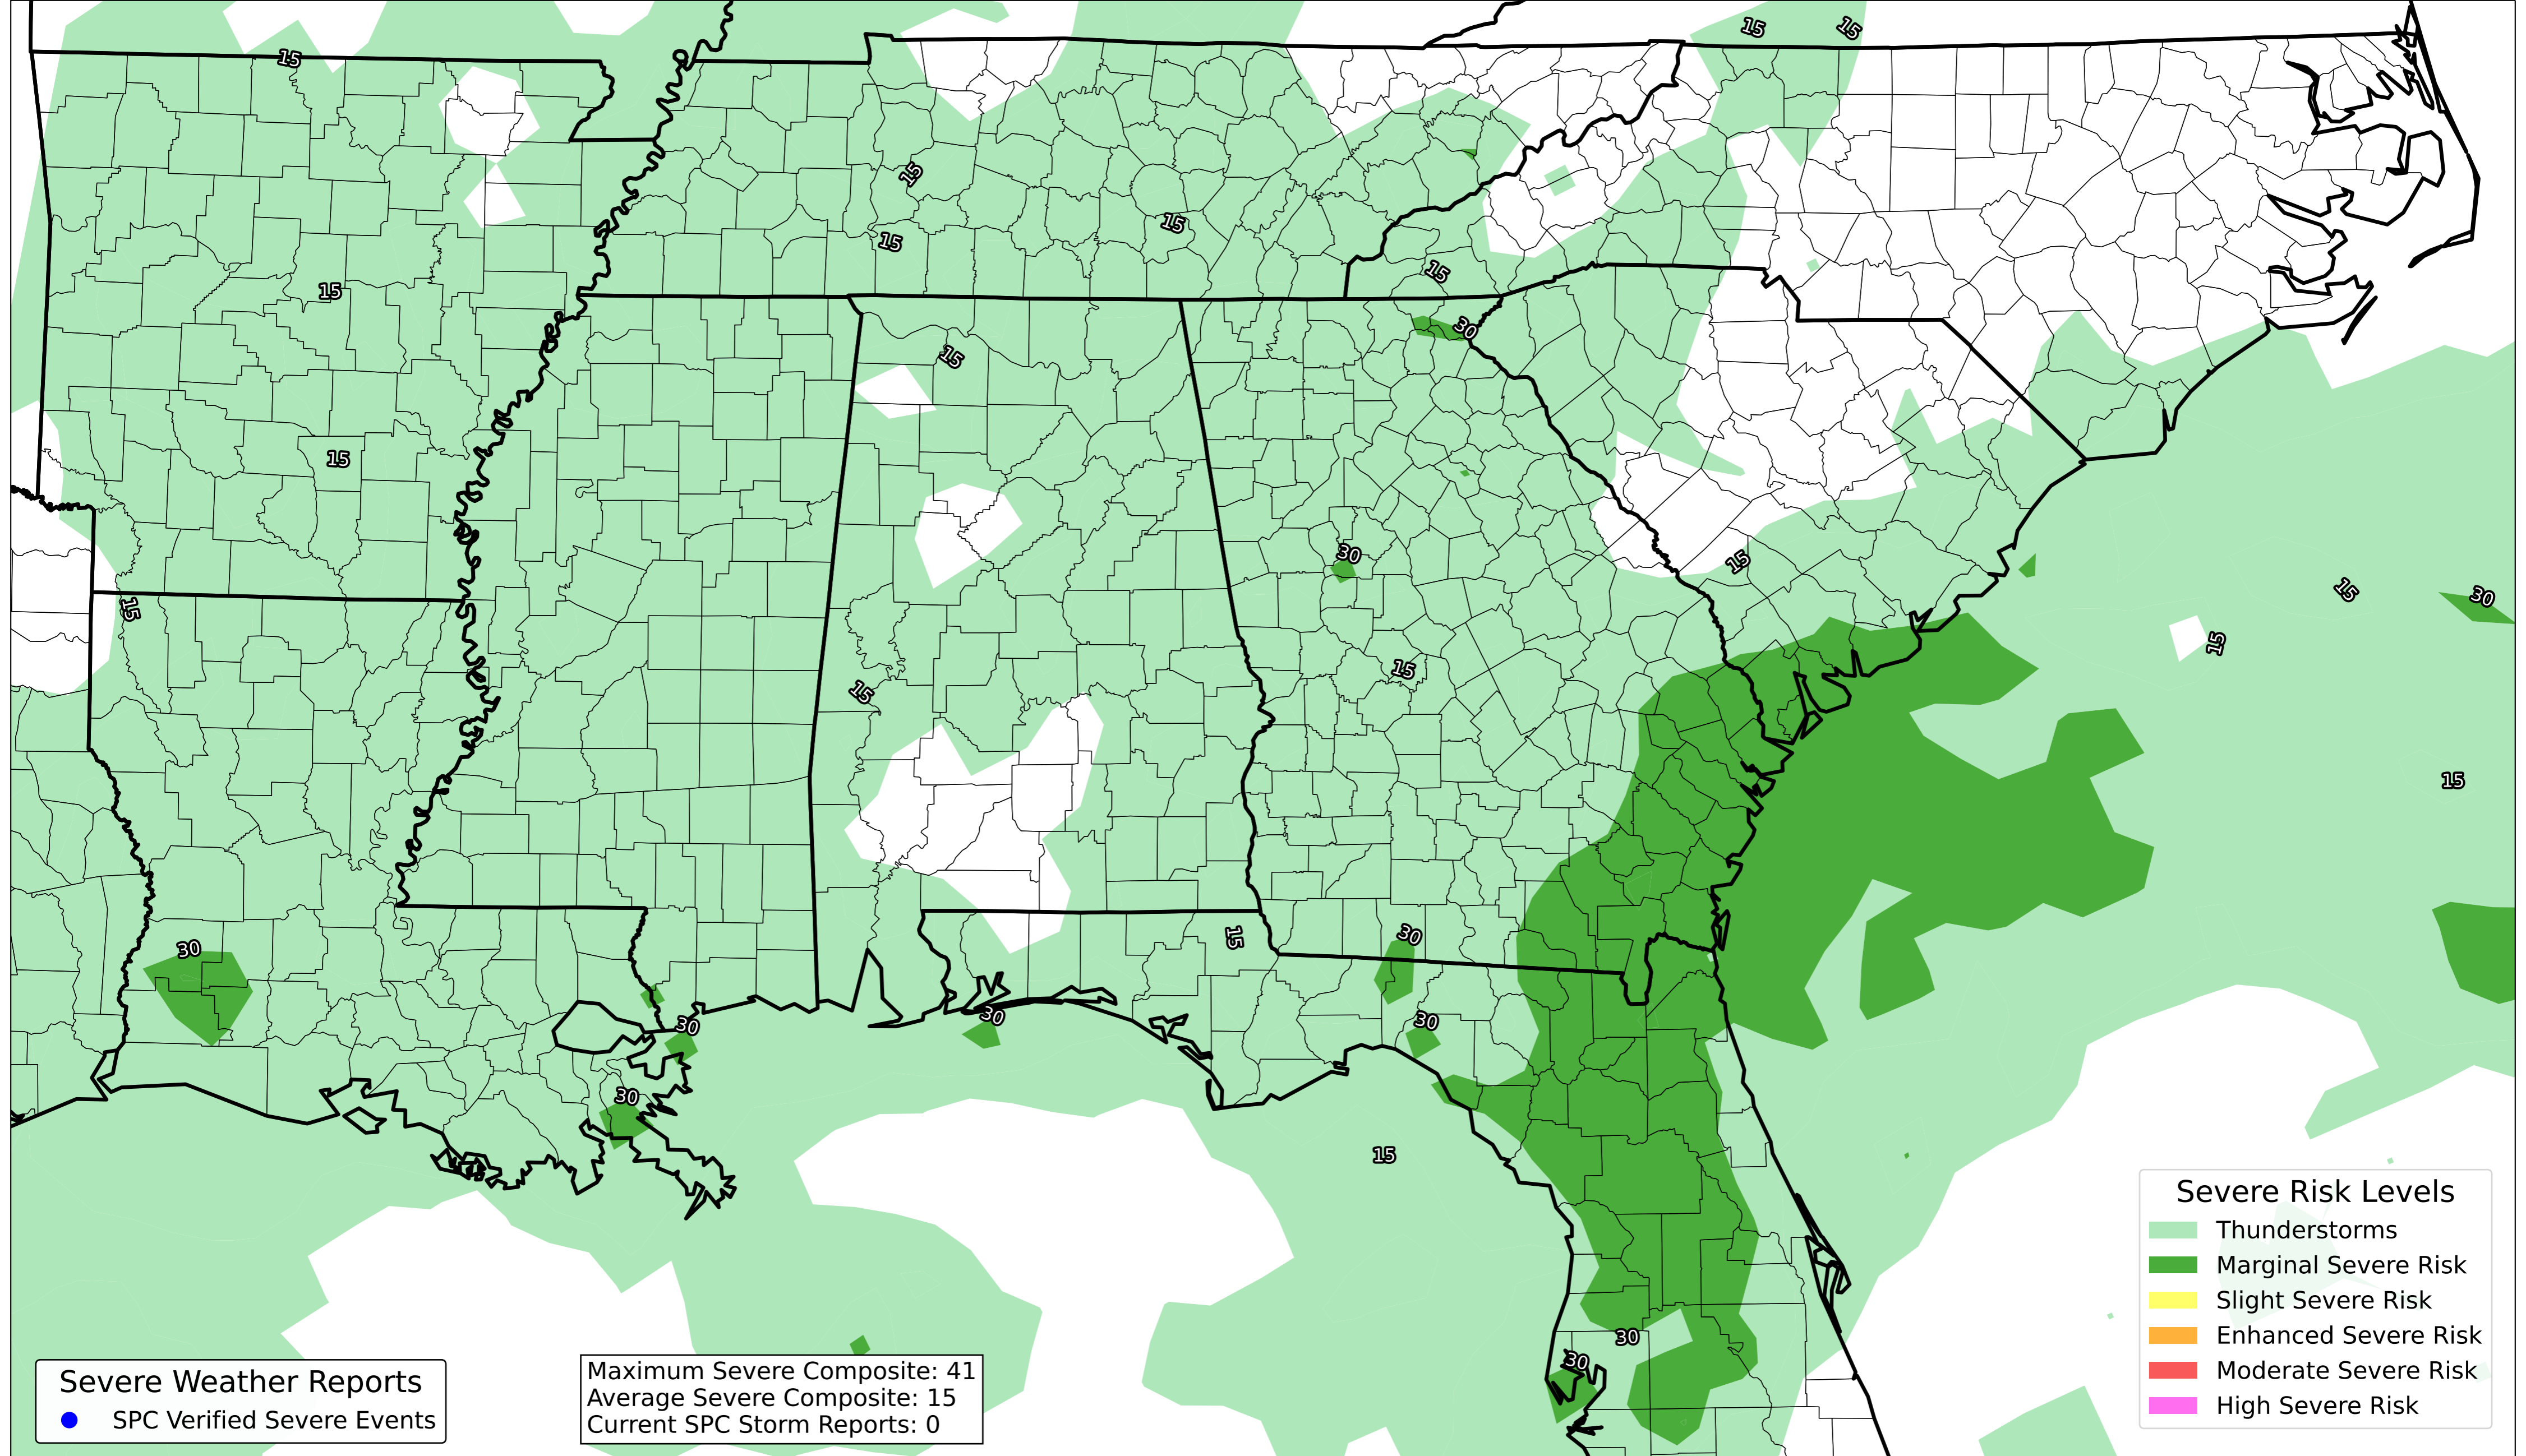 15
15
15
15
15
15
15
15
30
15
15
30
15
15
15
30
15
15
15
15
30
30
15
30
30
30
30
30
15
30
30
Severe Risk Levels
Thunderstorms
Marginal Severe Risk
Slight Severe Risk
Enhanced Severe Risk
Moderate Severe Risk
High Severe Risk
Severe Weather Reports
SPC Verified Severe Events
Maximum Severe Composite: 41
Average Severe Composite: 15
Current SPC Storm Reports: 0